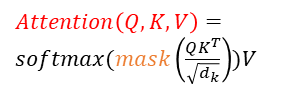 Attention(Q, K, V) =
softmax(mask(QK^T/√d_k))V